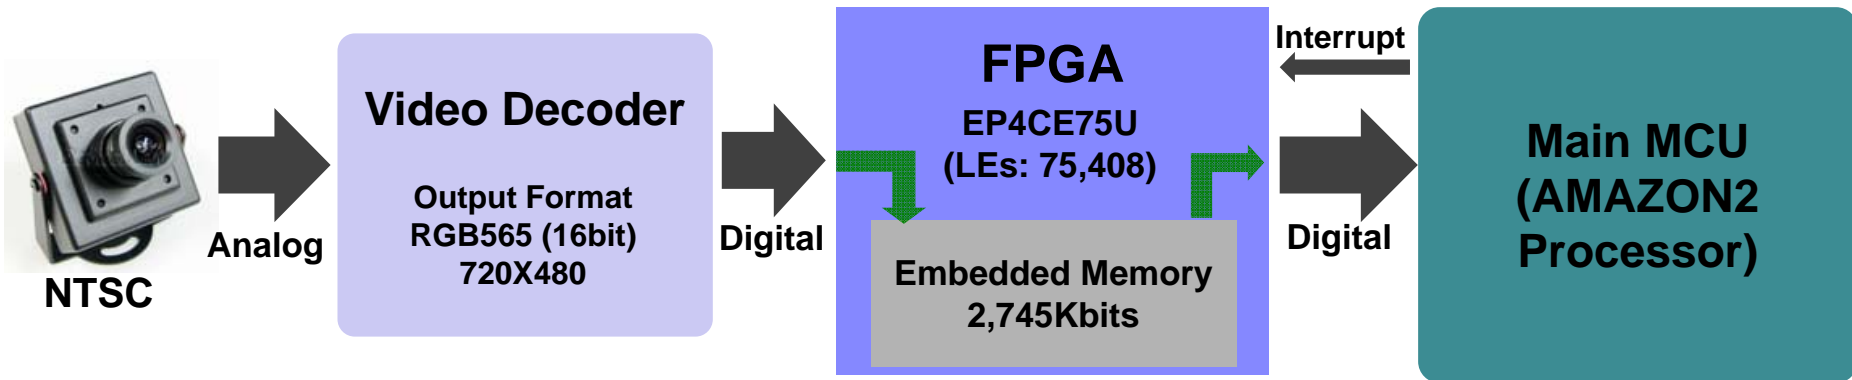 NTSC
Analog
Video Decoder
Output Format
RGB565 (16bit)
720X480
Digital
FPGA
EP4CE75U
(LEs: 75,408)
Embedded Memory
2,745Kbits
Interrupt
Digital
Main MCU
(AMAZON2
Processor)